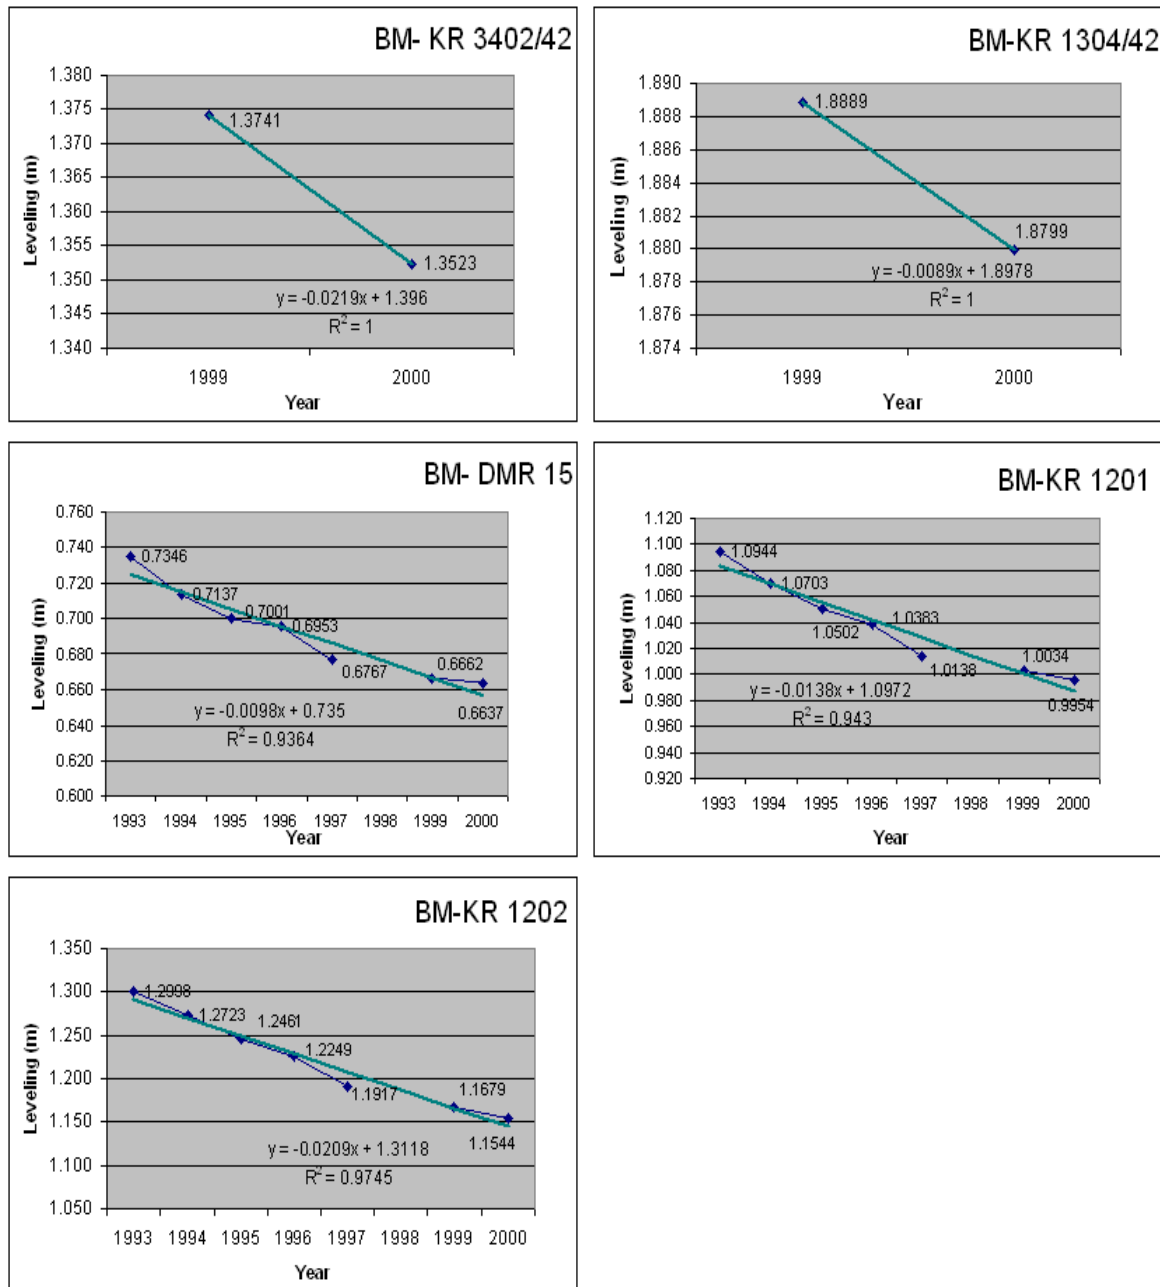 BM- KR 3402/42
1.380
1.375
1.370
1.365
1.360
1.355
1.350
1.345
1.340
Leveling (m)
1.3741
1.3523
y = -0.0219x + 1.396
R² = 1
1999 2000
Year
BM-KR 1304/42
1.890
1.888
1.886
1.884
1.882
1.880
1.878
1.876
1.874
Leveling (m)
1.8889
1.8799
y = -0.0089x + 1.8978
R² = 1
1999 2000
Year
BM- DMR 15
0.760
0.740
0.720
0.700
0.680
0.660
0.640
0.620
0.600
Leveling (m)
0.7346
0.7137
0.7001
0.6953
0.6767
0.6662
0.6637
y = -0.0098x + 0.735
R² = 0.9364
1993 1994 1995 1996 1997 1998 1999 2000
Year
BM-KR 1201
1.120
1.100
1.080
1.060
1.040
1.020
1.000
0.980
0.960
0.940
0.920
Leveling (m)
1.0944
1.0703
1.0502
1.0383
1.0138
1.0034
0.9954
y = -0.0138x + 1.0972
R² = 0.943
1993 1994 1995 1996 1997 1998 1999 2000
Year
BM-KR 1202
1.350
1.300
1.250
1.200
1.150
1.100
1.050
Leveling (m)
1.2998
1.2723
1.2461
1.2249
1.1917
1.1679
1.1544
y = -0.0209x + 1.3118
R² = 0.9745
1993 1994 1995 1996 1997 1998 1999 2000
Year